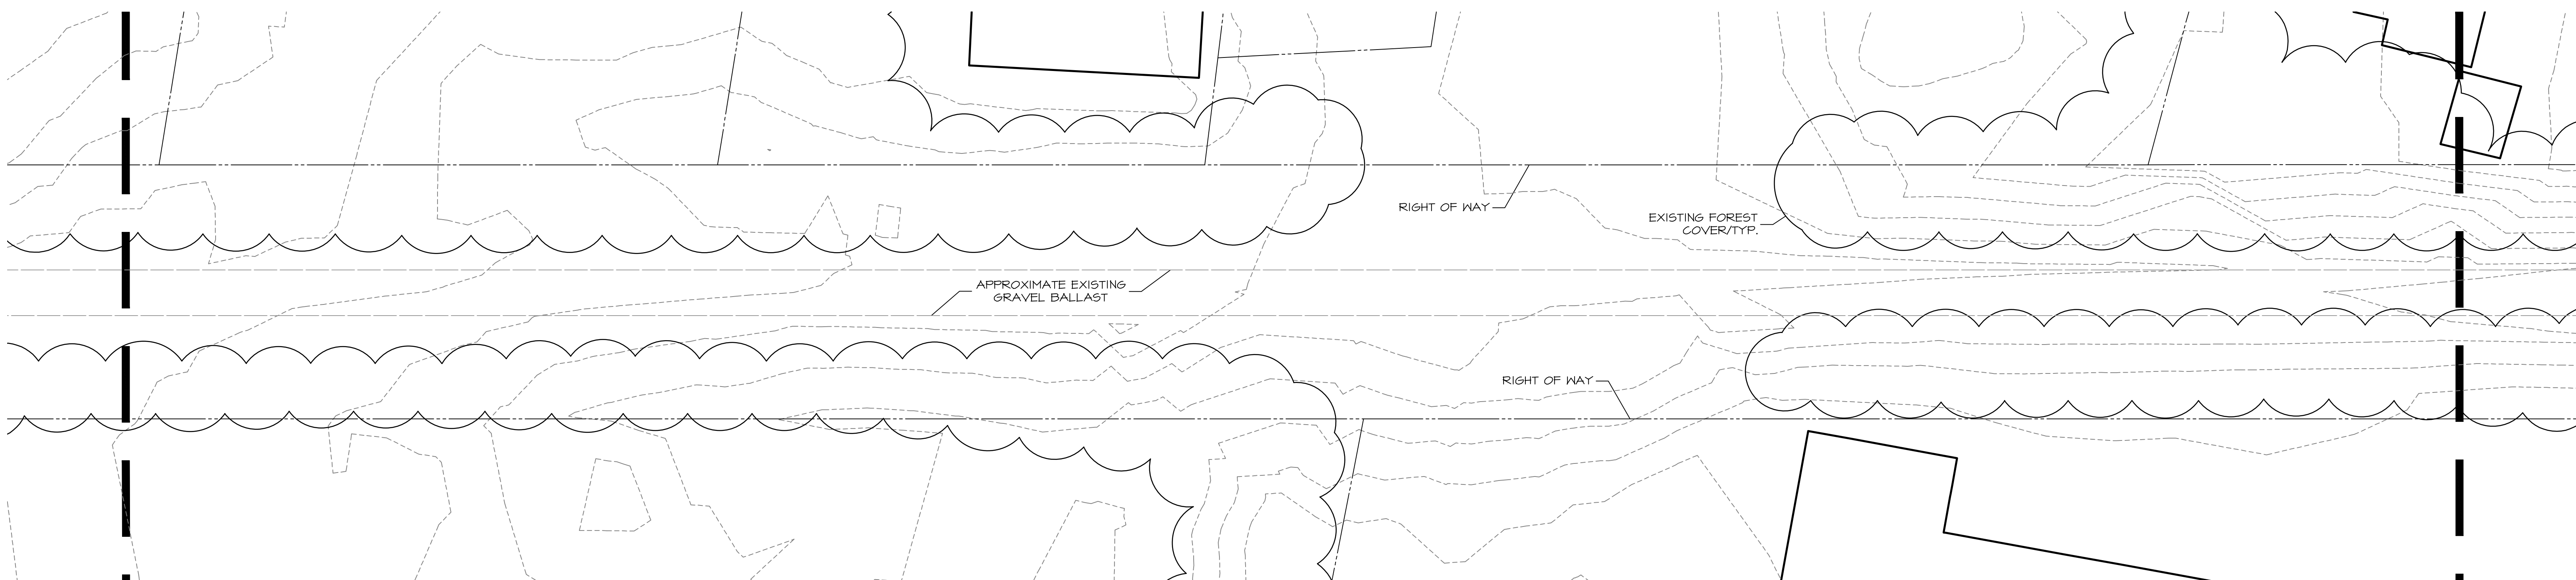 RIGHT OF WAY
EXISTING FOREST
COVER/TYP.
APPROXIMATE EXISTING
GRAVEL BALLAST
RIGHT OF WAY